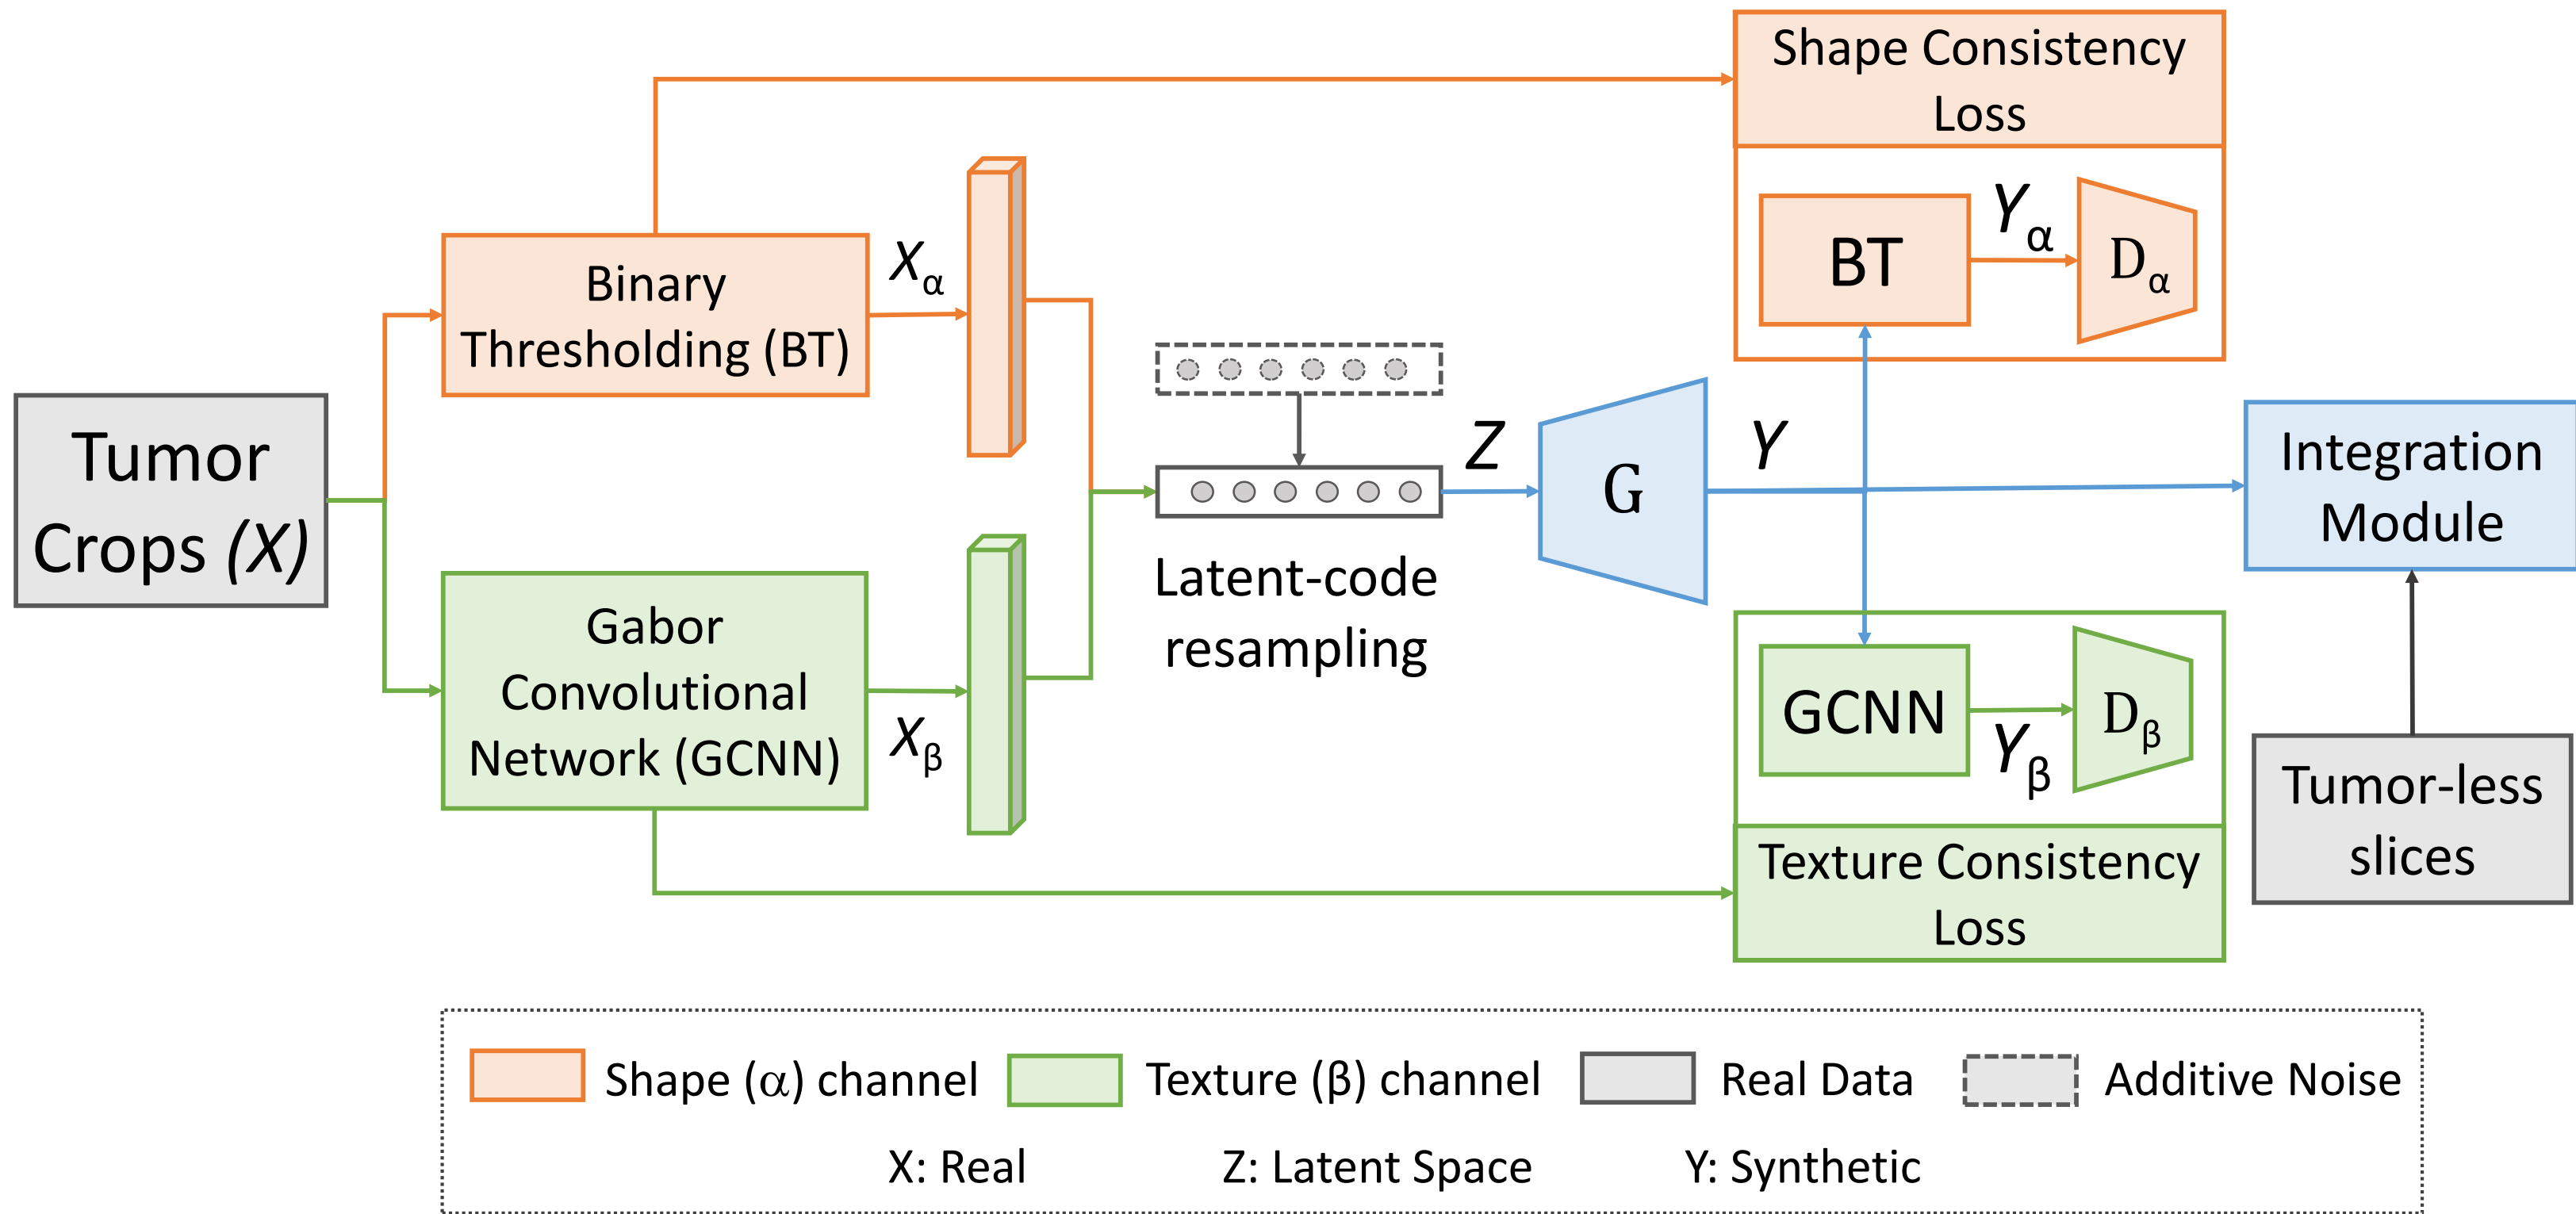 Shape Consistency
Loss
BT
Yα
Dα
Binary
Thresholding (BT)
Xα
Tumor
Crops (X)
Gabor
Convolutional
Network (GCNN)
Xβ
Latent-code
resampling
Z
G
Y
Integration
Module
GCNN
Yβ
Dβ
Texture Consistency
Loss
Tumor-less
slices
Shape (α) channel
Texture (β) channel
Real Data
Additive Noise
X: Real
Z: Latent Space
Y: Synthetic